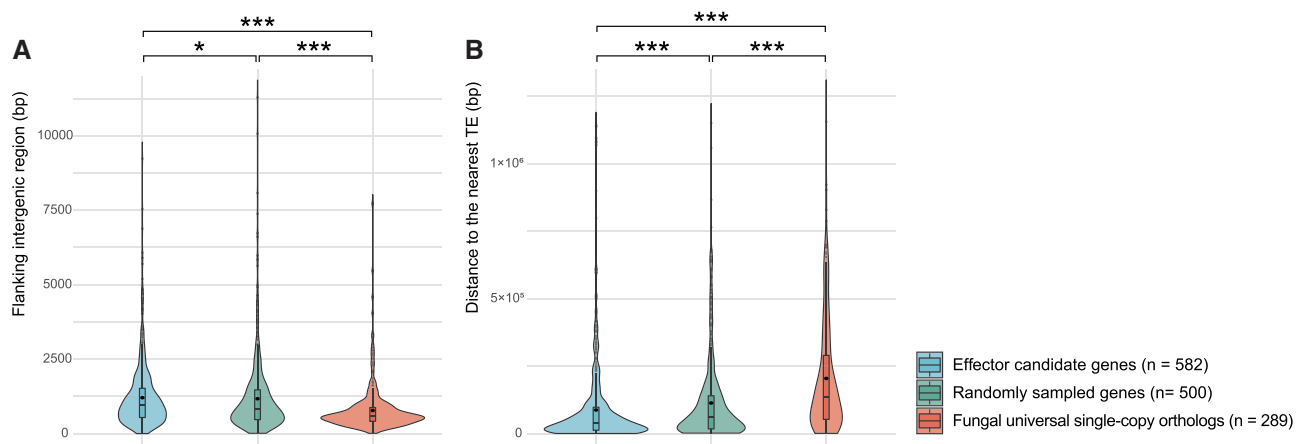 A
Flanking intergenic region (bp)
***
* ***
10000
7500
5000
2500
0
B
Distance to the nearest TE (bp)
***
*** ***
1×10⁶
5×10⁵
0
Effector candidate genes (n = 582)
Randomly sampled genes (n= 500)
Fungal universal single-copy orthologs (n = 289)